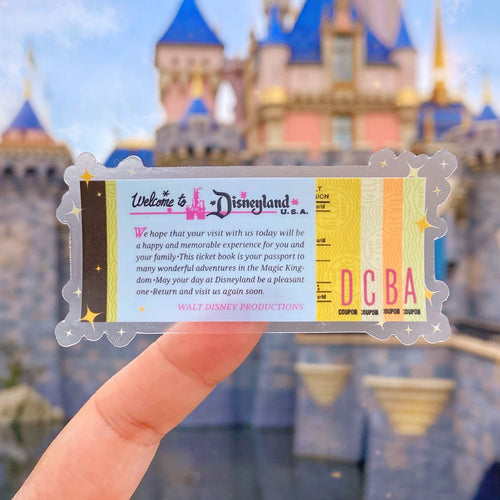 Welcome to Disneyland
U.S.A.
We hope that your visit with us today will be
a happy and memorable experience for you and
your family•This ticket book is your passport to
many wonderful adventures in the Magic King-
dom•May your day at Disneyland be a pleasant
one•Return and visit us again soon.
WALT DISNEY PRODUCTIONS
D C B A
COUPON COUPON COUPON COUPON